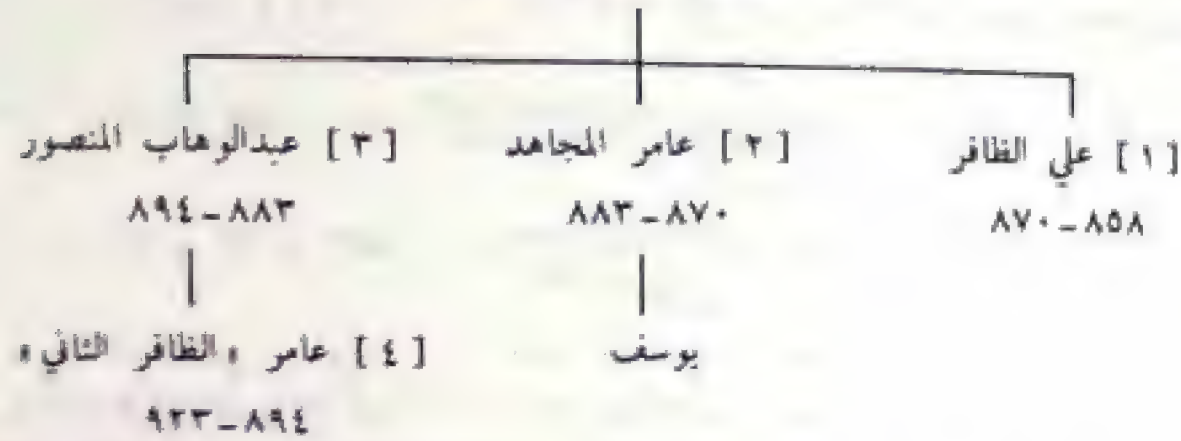 [ ١ ] علي الظافر
٨٥٨ – ٨٧٠
[ ٢ ] عامر المجاهد
٨٧٠ – ٨٨٣
[ ٣ ] عبدالوهاب المنصور
٨٨٣ – ٨٩٤
يوسف
[ ٤ ] عامر «الظافر الثاني»
٨٩٤ – ٩٢٣